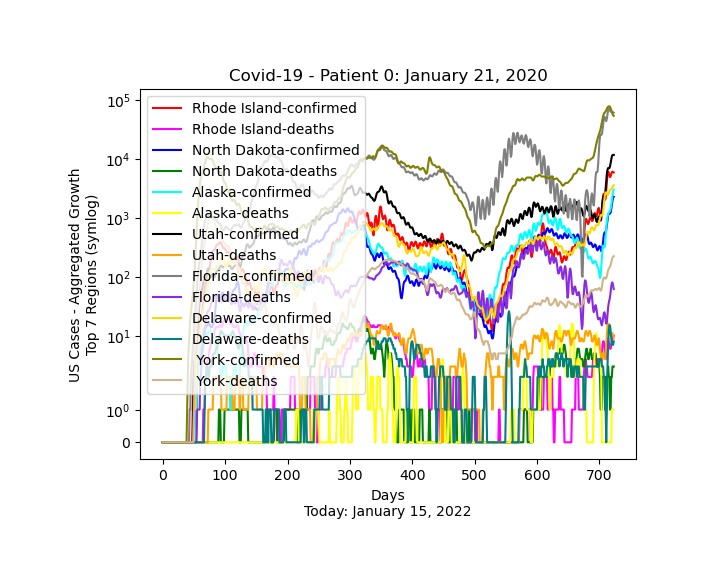 Covid-19 - Patient 0: January 21, 2020
US Cases - Aggregated Growth
Top 7 Regions (symlog)
10^5
10^4
10^3
10^2
10^1
10^0
0
Rhode Island-confirmed
Rhode Island-deaths
North Dakota-confirmed
North Dakota-deaths
Alaska-confirmed
Alaska-deaths
Utah-confirmed
Utah-deaths
Florida-confirmed
Florida-deaths
Delaware-confirmed
Delaware-deaths
York-confirmed
York-deaths
0 100 200 300 400 500 600 700
Days
Today: January 15, 2022